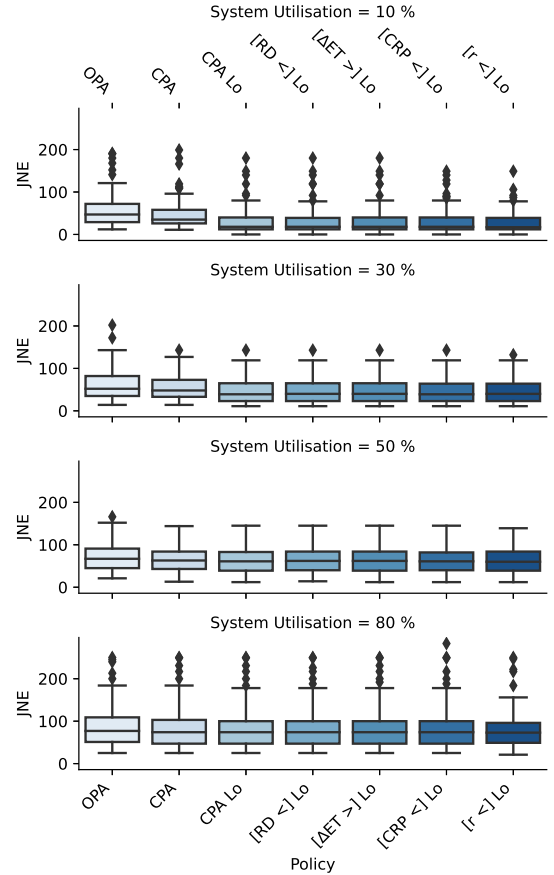 System Utilisation = 10 %
OPA CPA CPA Lo [RD <] Lo [ΔET >] Lo [CRP <] Lo [r <] Lo
200
JNE
100
0
System Utilisation = 30 %
200
JNE
100
0
System Utilisation = 50 %
200
JNE
100
0
System Utilisation = 80 %
200
JNE
100
0
OPA CPA CPA Lo [RD <] Lo [ΔET >] Lo [CRP <] Lo [r <] Lo
Policy